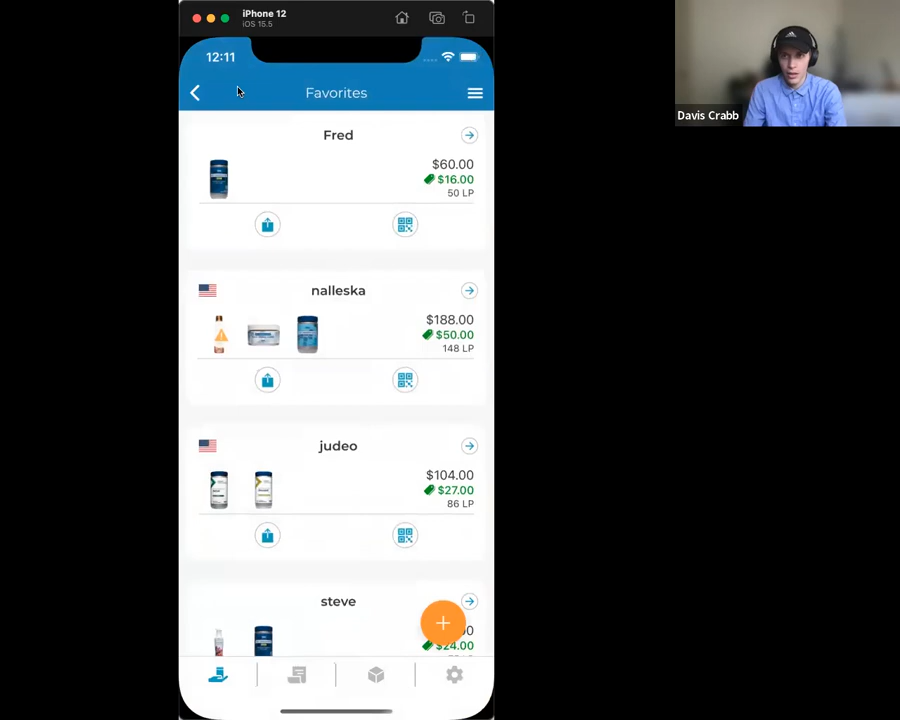 iPhone 12
iOS 15.5
12:11
Favorites
Fred
$60.00
$16.00
50 LP
nalleska
$188.00
$50.00
148 LP
judeo
$104.00
$27.00
86 LP
steve
$24.00
Davis Crabb